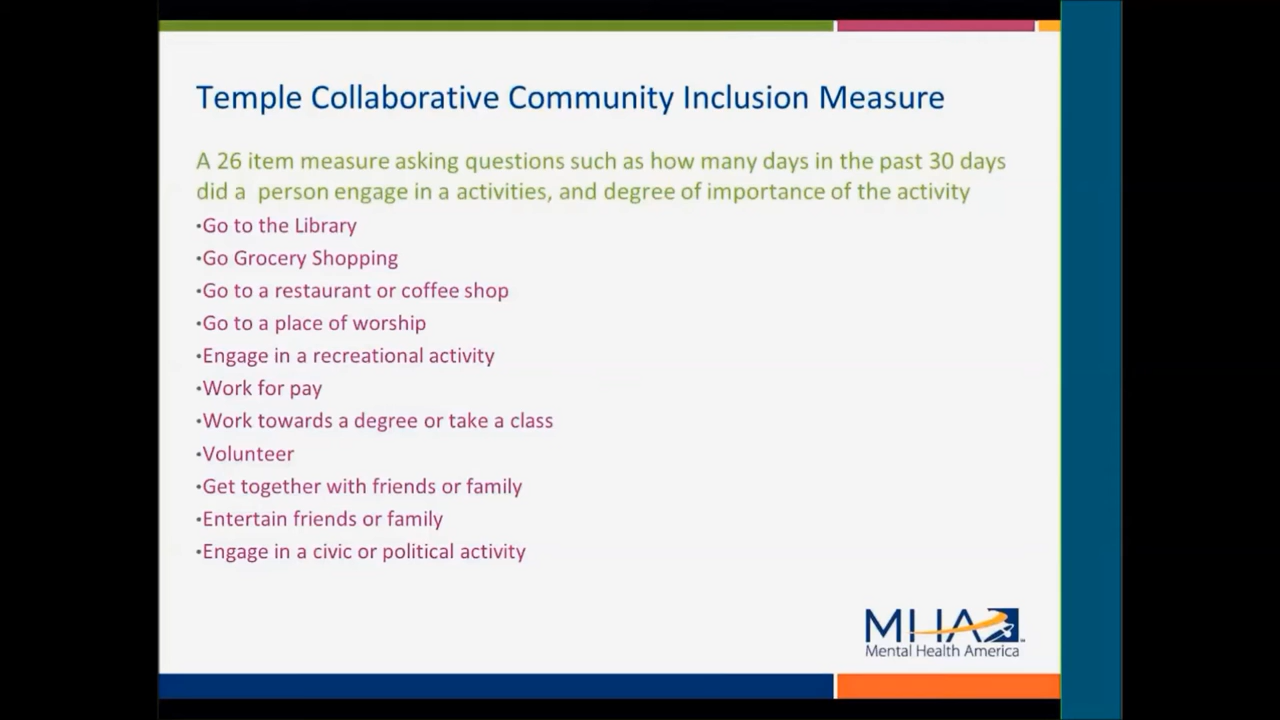 Temple Collaborative Community Inclusion Measure
A 26 item measure asking questions such as how many days in the past 30 days
did a  person engage in a activities, and degree of importance of the activity
•Go to the Library
•Go Grocery Shopping
•Go to a restaurant or coffee shop
•Go to a place of worship
•Engage in a recreational activity
•Work for pay
•Work towards a degree or take a class
•Volunteer
•Get together with friends or family
•Entertain friends or family
•Engage in a civic or political activity
MHA
Mental Health America